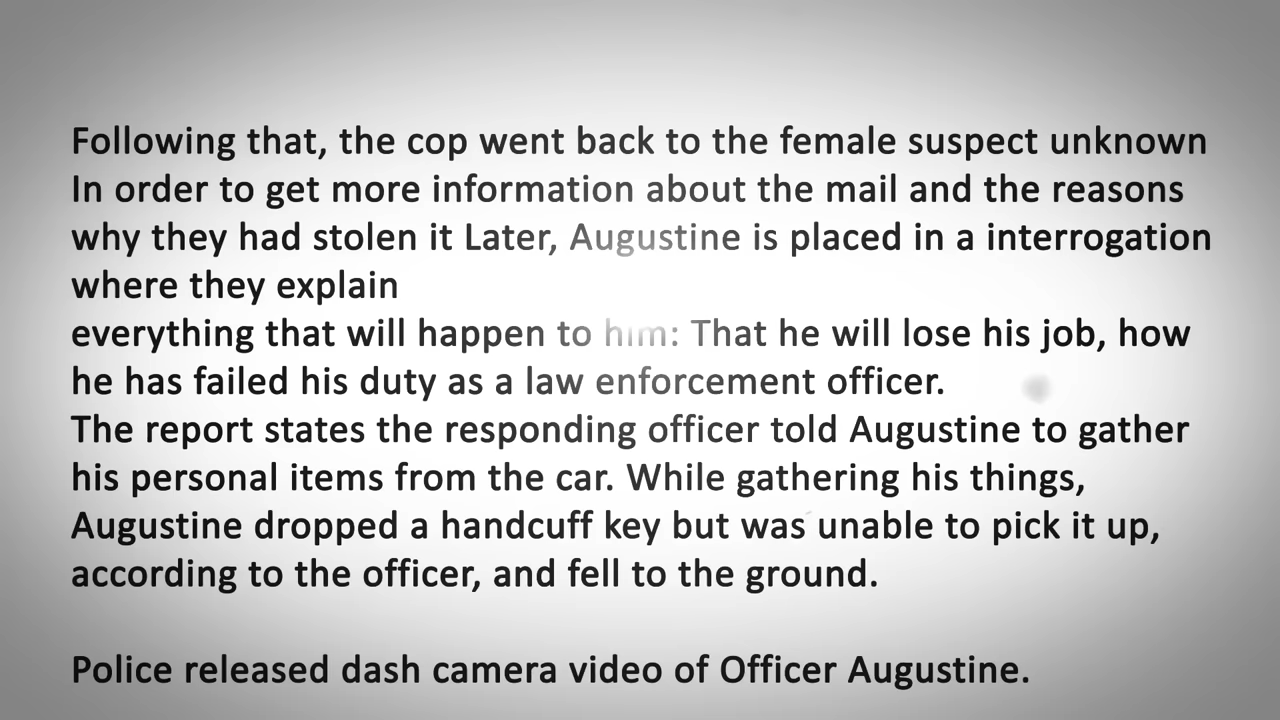 Following that, the cop went back to the female suspect unknown
In order to get more information about the mail and the reasons
why they had stolen it Later, Augustine is placed in a interrogation
where they explain
everything that will happen to him: That he will lose his job, how
he has failed his duty as a law enforcement officer.
The report states the responding officer told Augustine to gather
his personal items from the car. While gathering his things,
Augustine dropped a handcuff key but was unable to pick it up,
according to the officer, and fell to the ground.
Police released dash camera video of Officer Augustine.